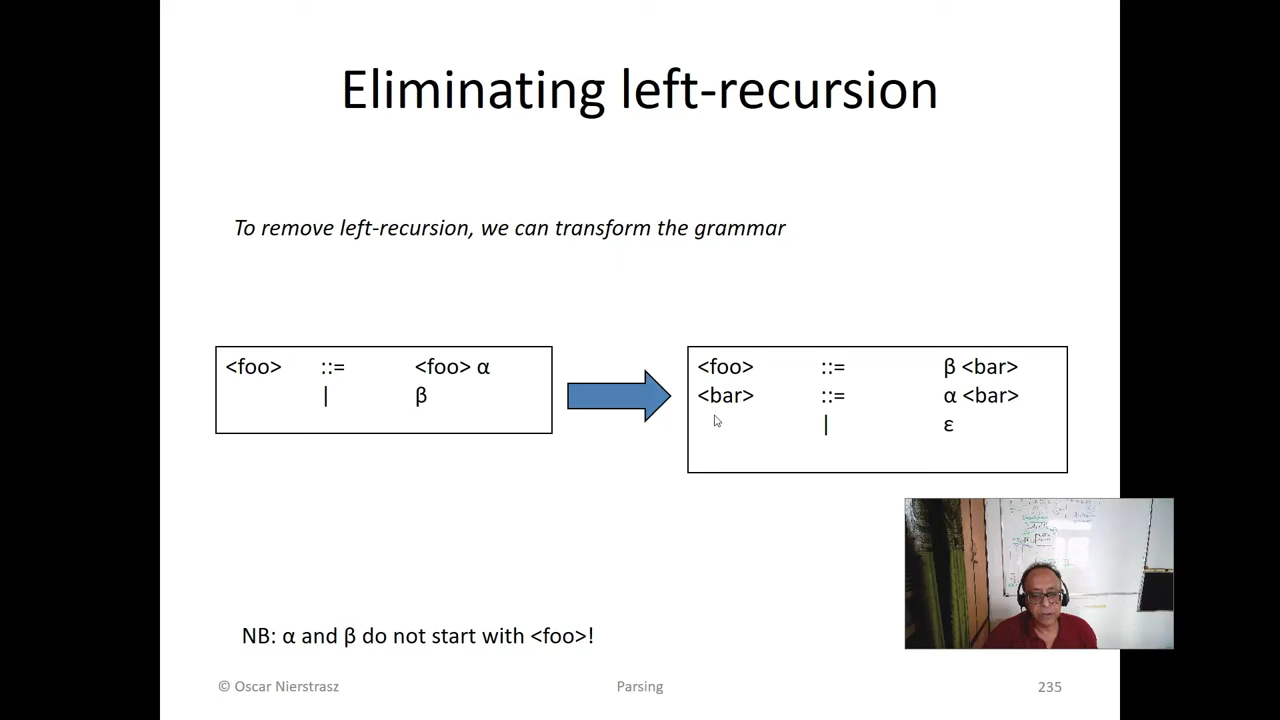 Eliminating left-recursion
To remove left-recursion, we can transform the grammar
<foo> ::= <foo> α
| β
<foo> ::= β <bar>
<bar> ::= α <bar>
| ε
NB: α and β do not start with <foo>!
© Oscar Nierstrasz
Parsing
235